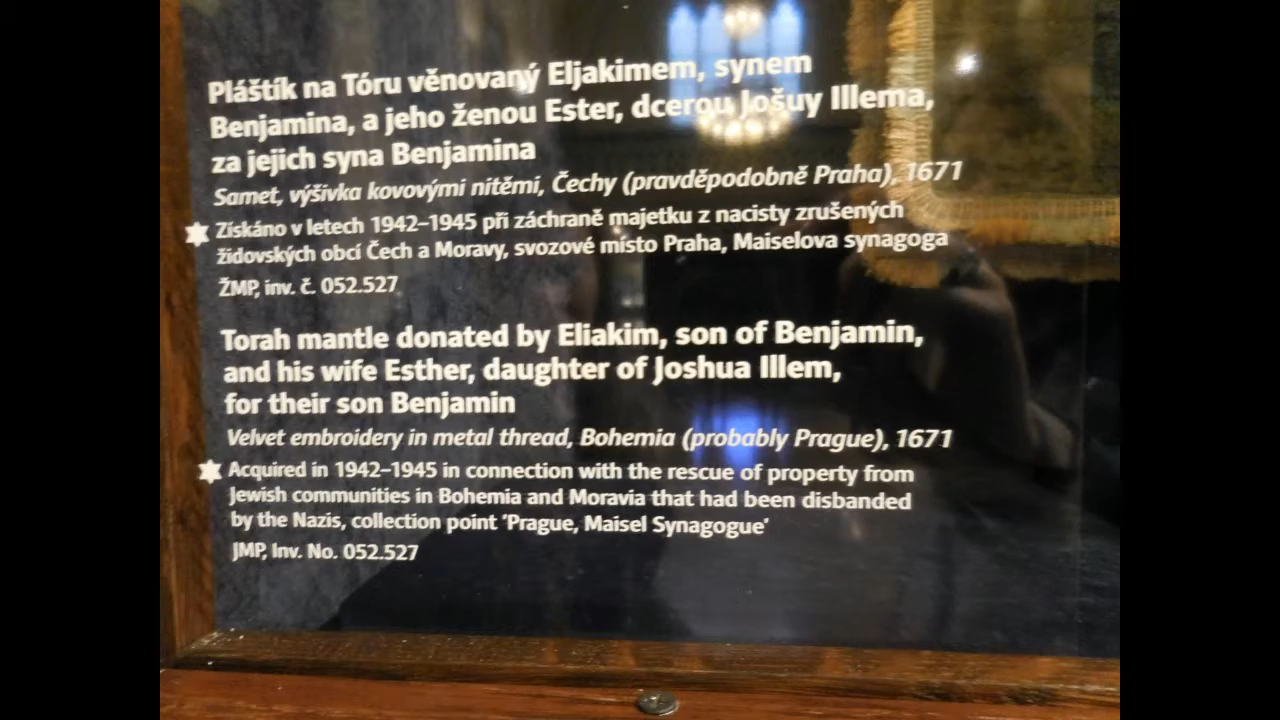 Pláštík na Tóru věnovaný Eljakimem, synem
Benjamina, a jeho ženou Ester, dcerou Jošuy Illema,
za jejich syna Benjamina
Samet, výšivka kovovými nitěmi, Čechy (pravděpodobně Praha), 1671
Získáno v letech 1942–1945 při záchraně majetku z nacisty zrušených
židovských obcí Čech a Moravy, svozové místo Praha, Maiselova synagoga
ŽMP, inv. č. 052.527
Torah mantle donated by Eliakim, son of Benjamin,
and his wife Esther, daughter of Joshua Illem,
for their son Benjamin
Velvet embroidery in metal thread, Bohemia (probably Prague), 1671
Acquired in 1942–1945 in connection with the rescue of property from
Jewish communities in Bohemia and Moravia that had been disbanded
by the Nazis, collection point 'Prague, Maisel Synagogue'
JMP, Inv. No. 052.527